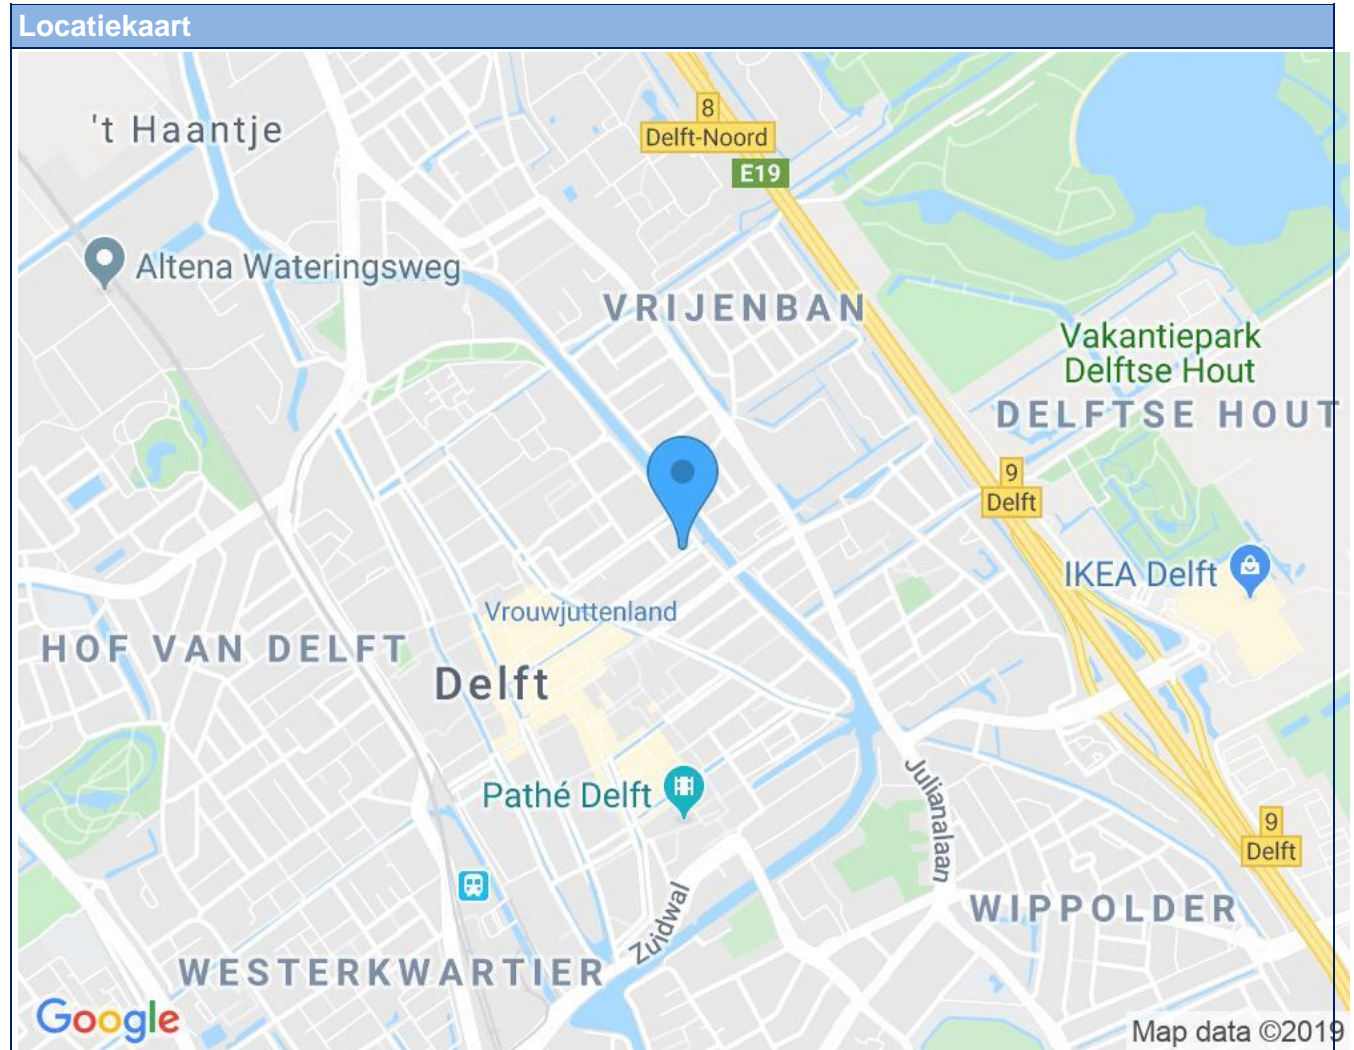 Locatiekaart
8
Delft-Noord
E19
't Haantje
Altena Wateringsweg
VRIJENBAN
Vakantiepark
Delftse Hout
DELFTSE HOUT
9
Delft
IKEA Delft
Vrouwjuttenland
HOF VAN DELFT
Delft
Pathé Delft
Julianalaan
9
Delft
Zuidwal
WIPPOLDER
WESTERKWARTIER
Google
Map data ©2019